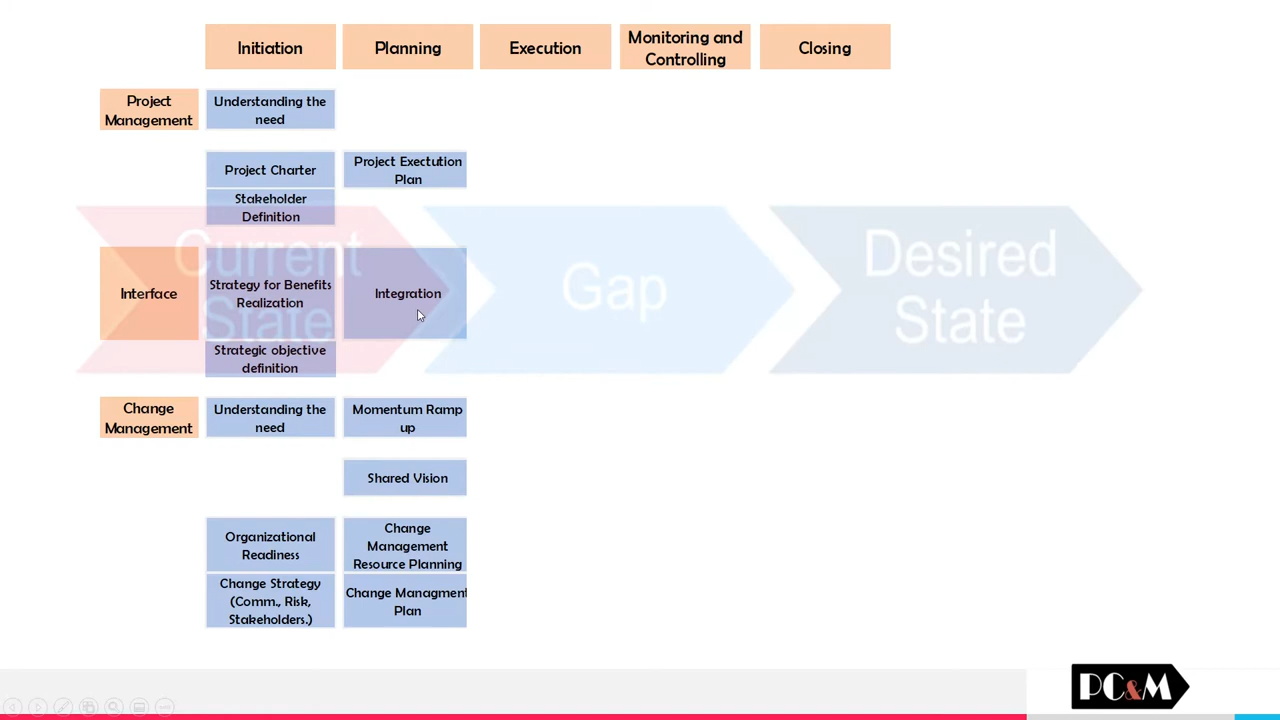 Initiation
Planning
Execution
Monitoring and
Controlling
Closing
Project
Management
Understanding the
need
Project Charter
Project Exectution
Plan
Stakeholder
Definition
Current
State
Gap
Desired
State
Interface
Strategy for Benefits
Realization
Integration
Strategic objective
definition
Change
Management
Understanding the
need
Momentum Ramp
up
Shared Vision
Organizational
Readiness
Change
Management
Resource Planning
Change Strategy
(Comm., Risk,
Stakeholders.)
Change Managment
Plan
PC&M